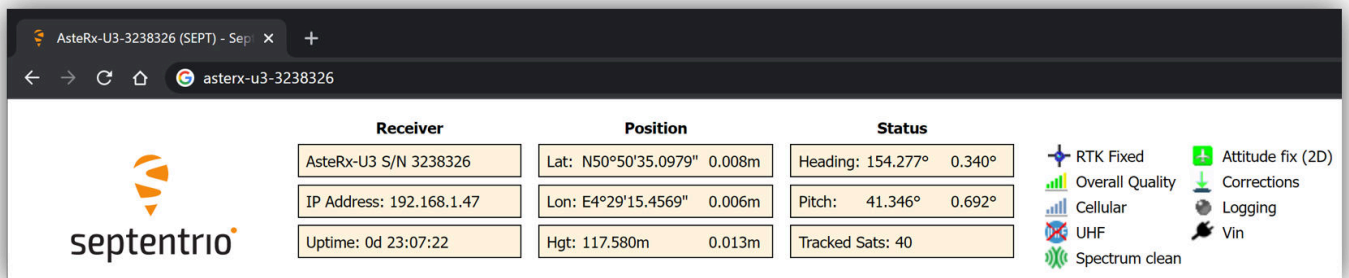 AsteRx-U3-3238326 (SEPT) - Sept
asterx-u3-3238326
septentrio
Receiver
AsteRx-U3 S/N 3238326
IP Address: 192.168.1.47
Uptime: 0d 23:07:22
Position
Lat: N50°50'35.0979" 0.008m
Lon: E4°29'15.4569" 0.006m
Hgt: 117.580m 0.013m
Status
Heading: 154.277° 0.340°
Pitch: 41.346° 0.692°
Tracked Sats: 40
RTK Fixed
Overall Quality
Cellular
UHF
Spectrum clean
Attitude fix (2D)
Corrections
Logging
Vin